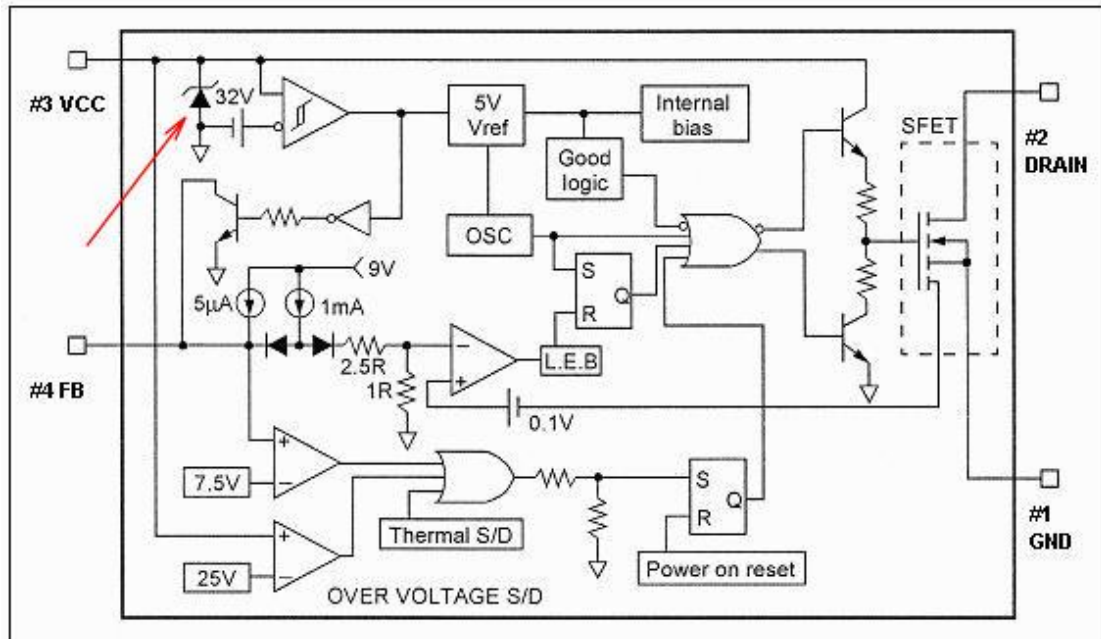 #3 VCC
32V
5V
Vref
Internal
bias
Good
logic
SFET
#2
DRAIN
OSC
9V
5µA
1mA
S
R
Q
#4 FB
2.5R
1R
−
+
L.E.B
0.1V
+
−
7.5V
+
−
25V
Thermal S/D
S
R
Q
Power on reset
#1
GND
OVER VOLTAGE S/D